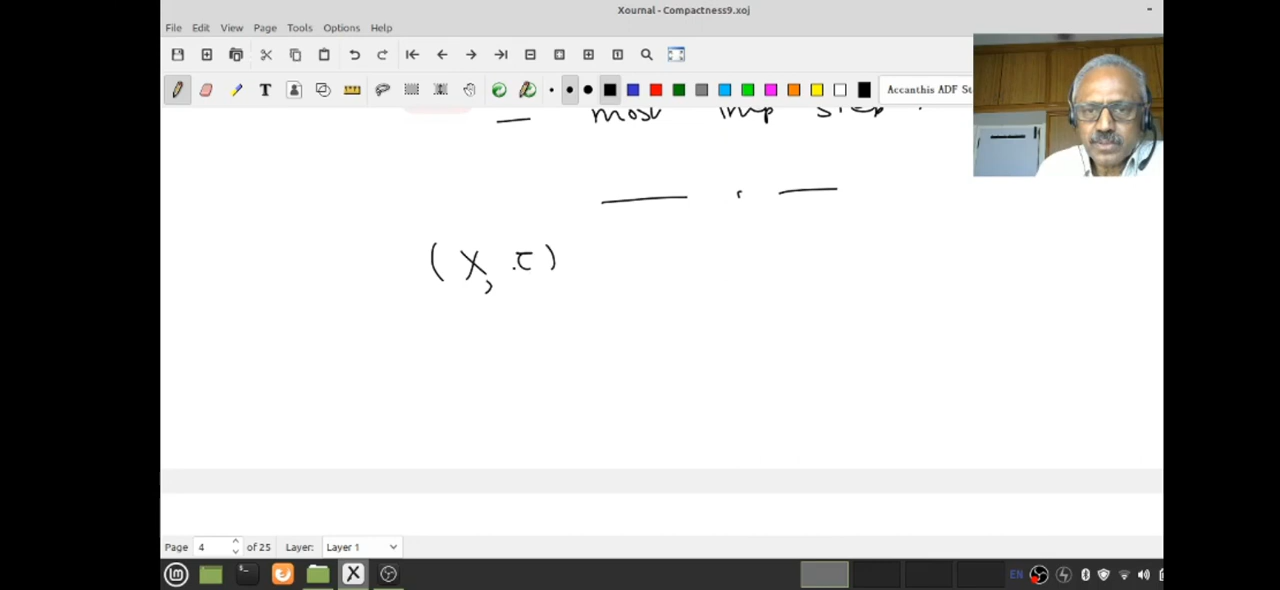 Xournal - Compactness9.xoj
File Edit View Page Tools Options Help
Accanthis ADF Su
most imp step
(X, τ)
Page 4 of 25 Layer: Layer 1
EN